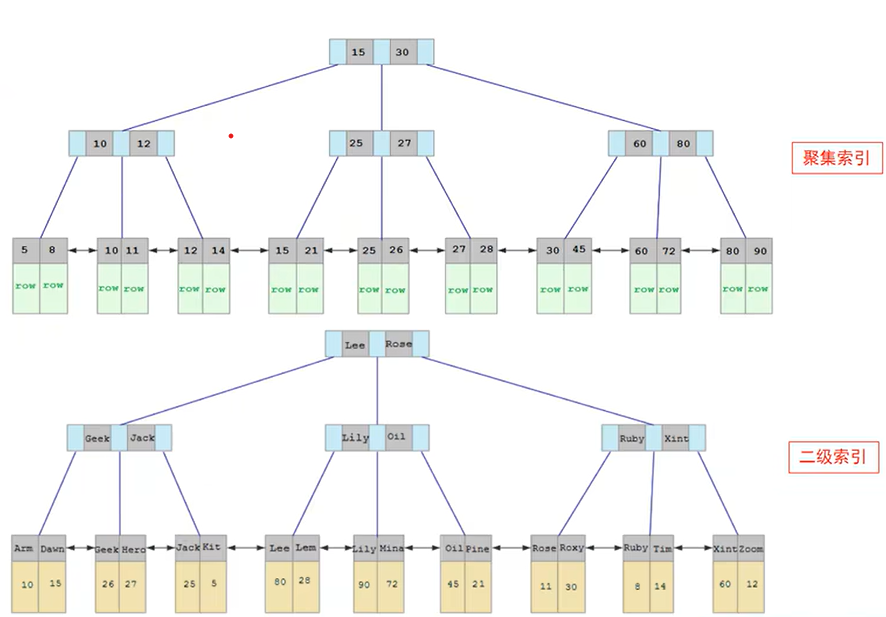 15 30
10 12
25 27
60 80
聚集索引
5 8 10 11 12 14 15 21 25 26 27 28 30 45 60 72 80 90
row row row row row row row row row row row row row row row row row row
Lee Rose
Geek Jack
Lily Oil
Ruby Xint
二级索引
Arm Dawn Geek Hero Jack Kit Lee Lem Lily Mina Oil Pine Rose Roxy Ruby Tim Xint Zoom
10 15 26 27 25 5 80 28 90 72 45 21 11 30 8 14 60 12